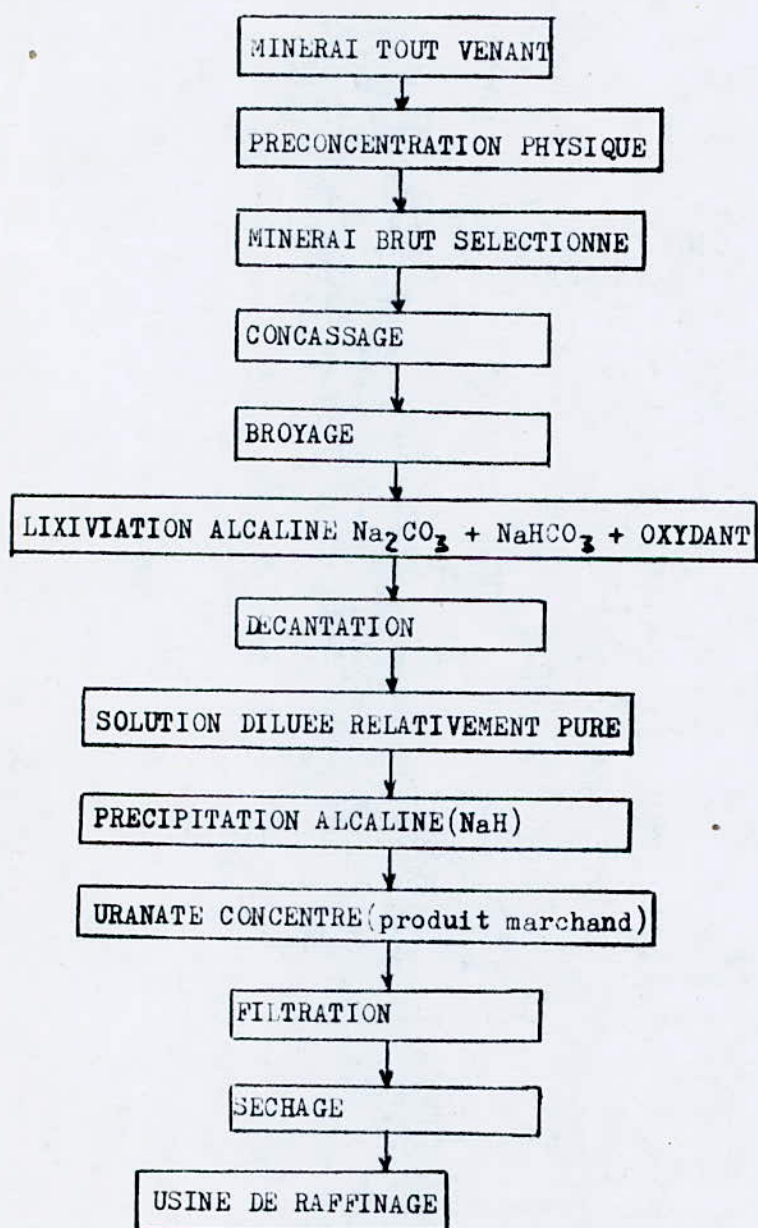 MINERAI TOUT VENANT
PRECONCENTRATION PHYSIQUE
MINERAI BRUT SELECTIONNE
CONCASSAGE
BROYAGE
LIXIVIATION ALCALINE Na₂CO₃ + NaHCO₃ + OXYDANT
DECANTATION
SOLUTION DILUEE RELATIVEMENT PURE
PRECIPITATION ALCALINE(NaH)
URANATE CONCENTRE(produit marchand)
FILTRATION
SECHAGE
USINE DE RAFFINAGE